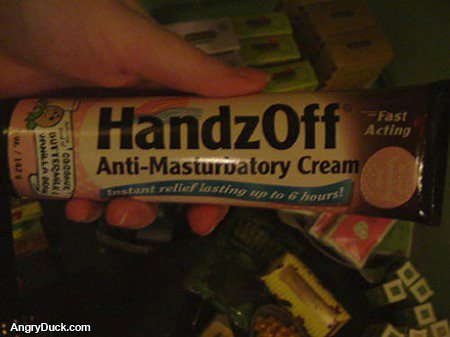 HandzOff
Anti-Masturbatory Cream
Instant relief lasting up to 6 hours!
Fast
Acting
AngryDuck.com